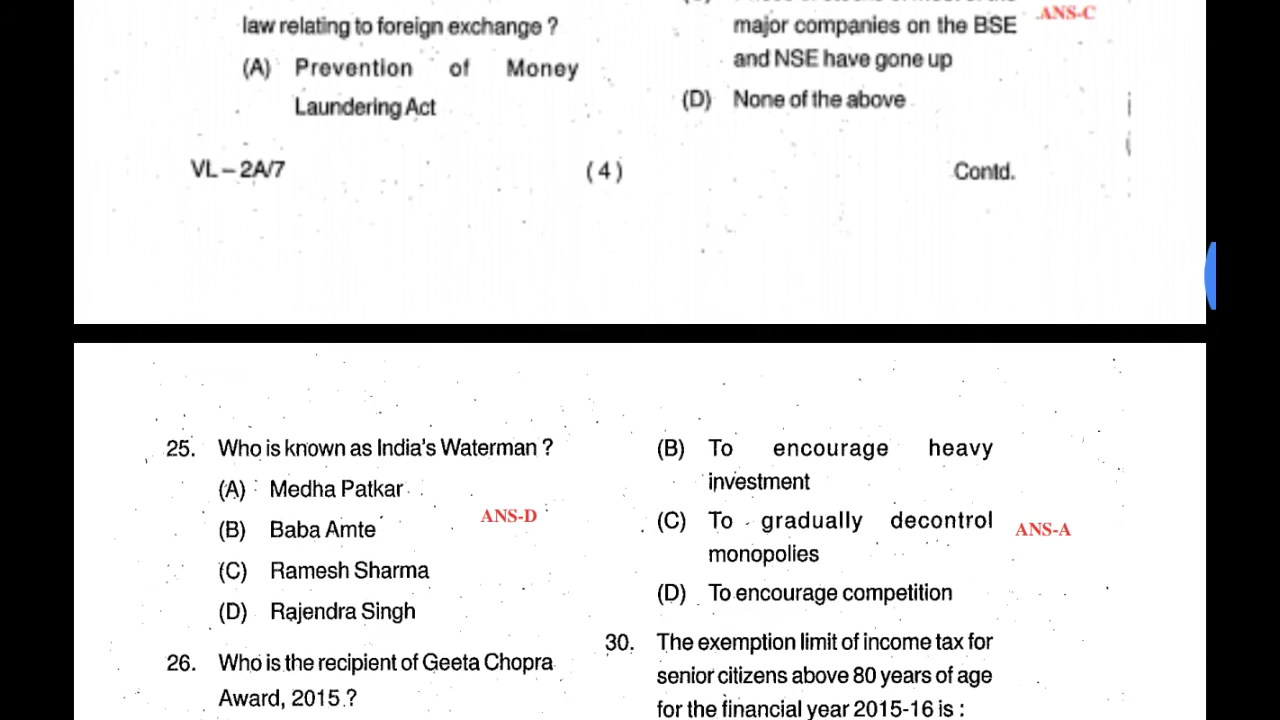 law relating to foreign exchange ?
(A) Prevention of Money
Laundering Act
major companies on the BSE
and NSE have gone up
ANS-C
(D) None of the above
VL – 2A/7
(4)
Contd.
25. Who is known as India's Waterman ?
(A) Medha Patkar
(B) Baba Amte
ANS-D
(C) Ramesh Sharma
(D) Rajendra Singh
26. Who is the recipient of Geeta Chopra
Award, 2015 ?
(B) To encourage heavy
investment
(C) To gradually decontrol
monopolies
ANS-A
(D) To encourage competition
30. The exemption limit of income tax for
senior citizens above 80 years of age
for the financial year 2015-16 is :